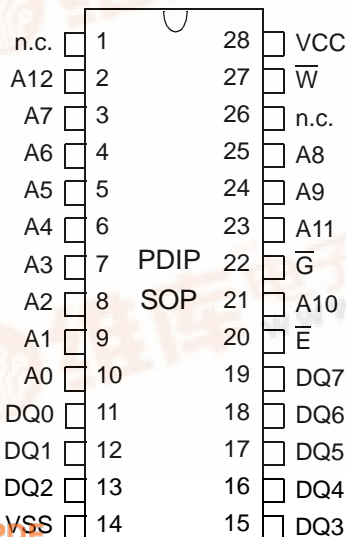 n.c. 1 28 VCC
A12 2 27 W
A7 3 26 n.c.
A6 4 25 A8
A5 5 24 A9
A4 6 23 A11
A3 7 PDIP 22 G
A2 8 SOP 21 A10
A1 9 20 E
A0 10 19 DQ7
DQ0 11 18 DQ6
DQ1 12 17 DQ5
DQ2 13 16 DQ4
VSS 14 15 DQ3